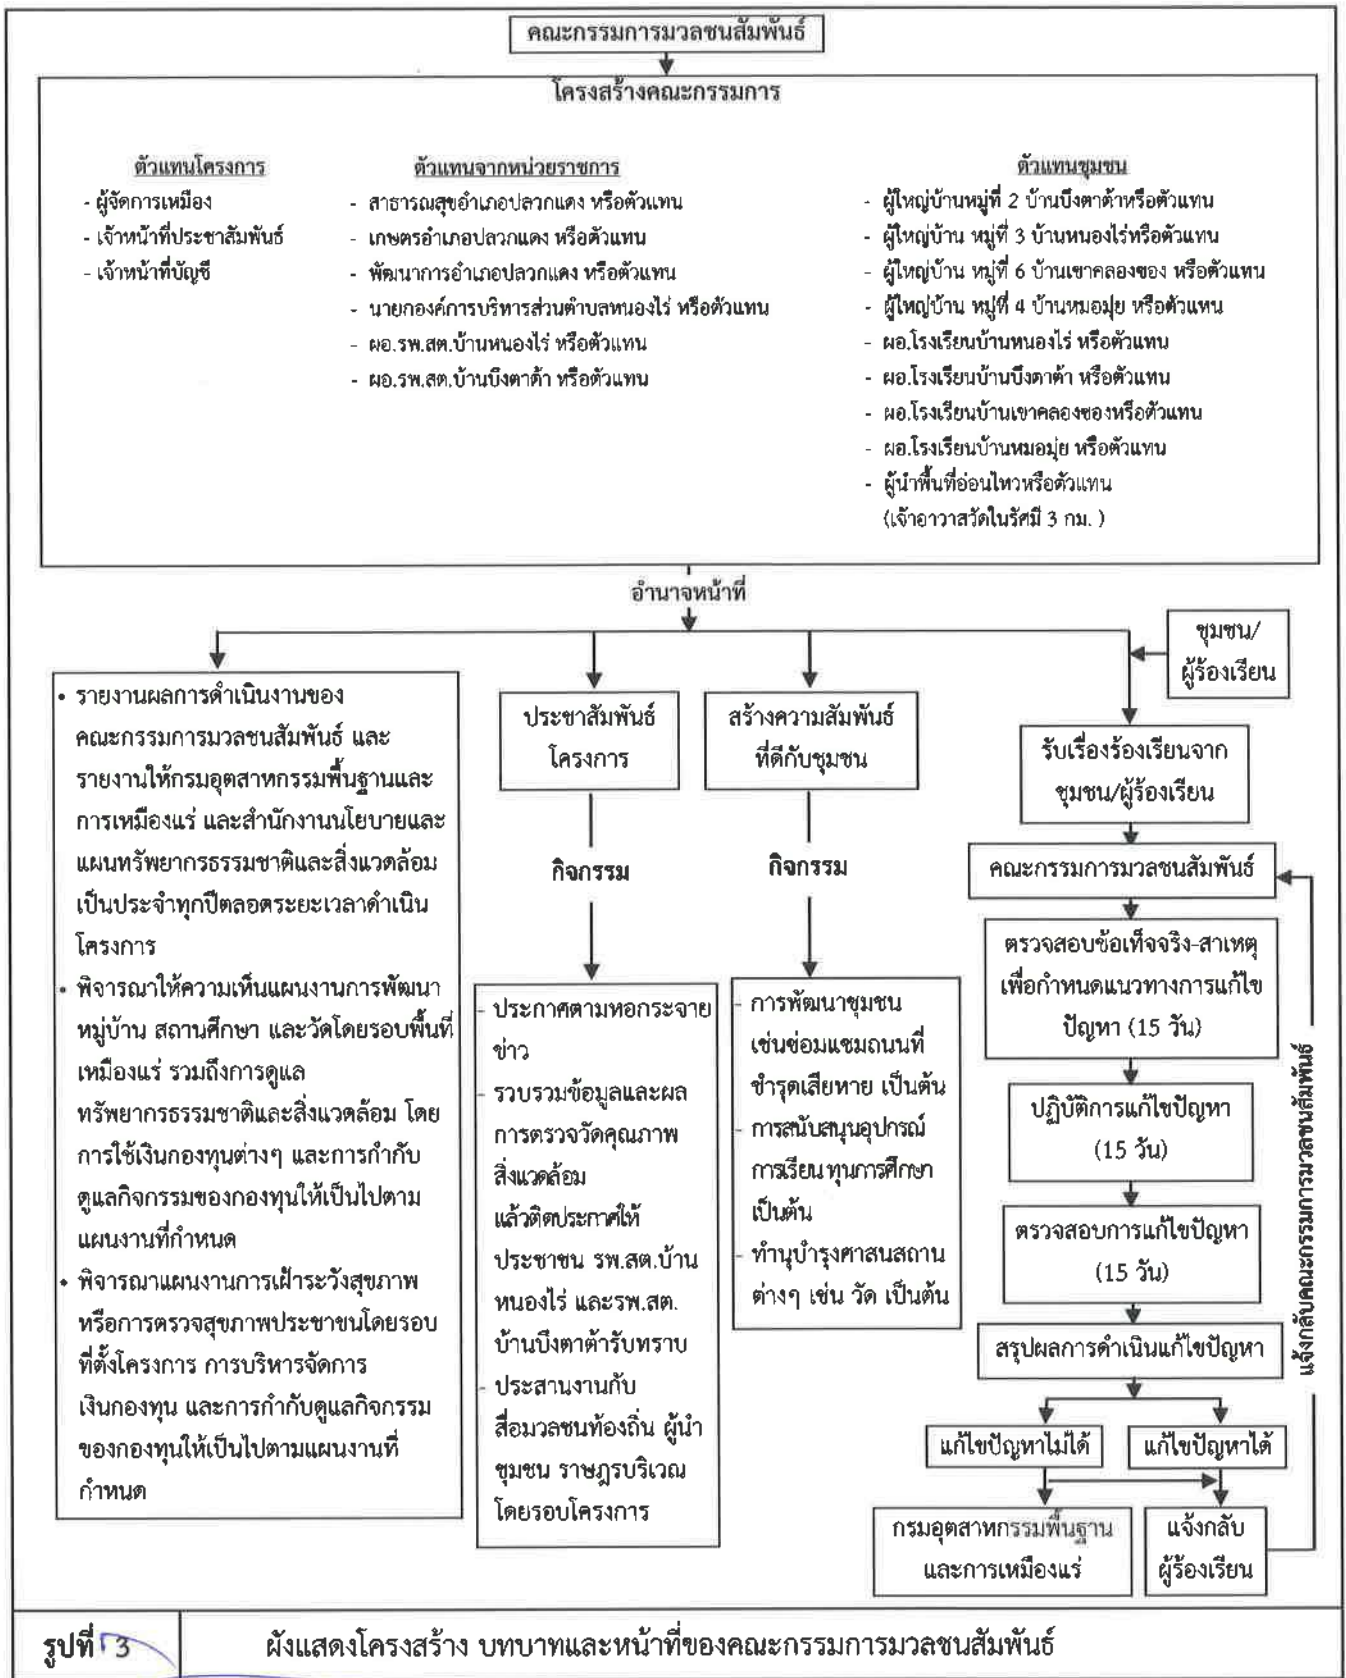 คณะกรรมการมวลชนสัมพันธ์
โครงสร้างคณะกรรมการ
ตัวแทนโครงการ
- ผู้จัดการเหมือง
- เจ้าหน้าที่ประชาสัมพันธ์
- เจ้าหน้าที่บัญชี
ตัวแทนจากหน่วยราชการ
- สาธารณสุขอำเภอปลวกแดง หรือตัวแทน
- เกษตรอำเภอปลวกแดง หรือตัวแทน
- พัฒนาการอำเภอปลวกแดง หรือตัวแทน
- นายกองค์การบริหารส่วนตำบลหนองไร่ หรือตัวแทน
- ผอ.รพ.สต.บ้านหนองไร่ หรือตัวแทน
- ผอ.รพ.สต.บ้านบึงตาต้า หรือตัวแทน
ตัวแทนชุมชน
- ผู้ใหญ่บ้านหมู่ที่ 2 บ้านบึงตาต้าหรือตัวแทน
- ผู้ใหญ่บ้าน หมู่ที่ 3 บ้านหนองไร่หรือตัวแทน
- ผู้ใหญ่บ้าน หมู่ที่ 6 บ้านเขาคลองซอง หรือตัวแทน
- ผู้ใหญ่บ้าน หมู่ที่ 4 บ้านหมอมุ่ย หรือตัวแทน
- ผอ.โรงเรียนบ้านหนองไร่ หรือตัวแทน
- ผอ.โรงเรียนบ้านบึงตาต้า หรือตัวแทน
- ผอ.โรงเรียนบ้านเขาคลองซองหรือตัวแทน
- ผอ.โรงเรียนบ้านหมอมุ่ย หรือตัวแทน
- ผู้นำพื้นที่อ่อนไหวหรือตัวแทน
(เจ้าอาวาสวัดในรัศมี 3 กม. )
อำนาจหน้าที่
• รายงานผลการดำเนินงานของ
คณะกรรมการมวลชนสัมพันธ์ และ
รายงานให้กรมอุตสาหกรรมพื้นฐานและ
การเหมืองแร่ และสำนักงานนโยบายและ
แผนทรัพยากรธรรมชาติและสิ่งแวดล้อม
เป็นประจำทุกปีตลอดระยะเวลาดำเนิน
โครงการ
• พิจารณาให้ความเห็นแผนงานการพัฒนา
หมู่บ้าน สถานศึกษา และวัดโดยรอบพื้นที่
เหมืองแร่ รวมถึงการดูแล
ทรัพยากรธรรมชาติและสิ่งแวดล้อม โดย
การใช้เงินกองทุนต่างๆ และการกำกับ
ดูแลกิจกรรมของกองทุนให้เป็นไปตาม
แผนงานที่กำหนด
• พิจารณาแผนงานการเฝ้าระวังสุขภาพ
หรือการตรวจสุขภาพประชาชนโดยรอบ
ที่ตั้งโครงการ การบริหารจัดการ
เงินกองทุน และการกำกับดูแลกิจกรรม
ของกองทุนให้เป็นไปตามแผนงานที่
กำหนด
ประชาสัมพันธ์
โครงการ
กิจกรรม
- ประกาศตามหอกระจาย
ข่าว
- รวบรวมข้อมูลและผล
การตรวจวัดคุณภาพ
สิ่งแวดล้อม
แล้วติดประกาศให้
ประชาชน รพ.สต.บ้าน
หนองไร่ และรพ.สต.
บ้านบึงตาต้ารับทราบ
- ประสานงานกับ
สื่อมวลชนท้องถิ่น ผู้นำ
ชุมชน ราษฎรบริเวณ
โดยรอบโครงการ
สร้างความสัมพันธ์
ที่ดีกับชุมชน
กิจกรรม
- การพัฒนาชุมชน
เช่นซ่อมแซมถนนที่
ชำรุดเสียหาย เป็นต้น
- การสนับสนุนอุปกรณ์
การเรียน ทุนการศึกษา
เป็นต้น
- ทำนุบำรุงศาสนสถาน
ต่างๆ เช่น วัด เป็นต้น
ชุมชน/
ผู้ร้องเรียน
รับเรื่องร้องเรียนจาก
ชุมชน/ผู้ร้องเรียน
คณะกรรมการมวลชนสัมพันธ์
ตรวจสอบข้อเท็จจริง-สาเหตุ
เพื่อกำหนดแนวทางการแก้ไข
ปัญหา (15 วัน)
ปฏิบัติการแก้ไขปัญหา
(15 วัน)
ตรวจสอบการแก้ไขปัญหา
(15 วัน)
สรุปผลการดำเนินแก้ไขปัญหา
แก้ไขปัญหาไม่ได้
แก้ไขปัญหาได้
กรมอุตสาหกรรมพื้นฐาน
และการเหมืองแร่
แจ้งกลับ
ผู้ร้องเรียน
แจ้งกลับคณะกรรมการมวลชนสัมพันธ์
รูปที่ 3
ผังแสดงโครงสร้าง บทบาทและหน้าที่ของคณะกรรมการมวลชนสัมพันธ์